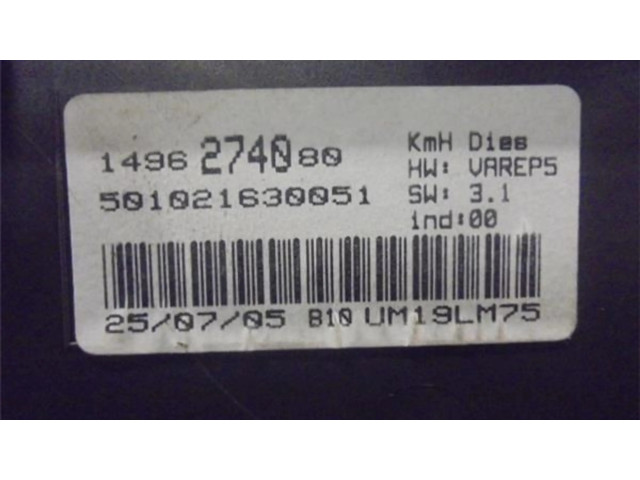 1496 2740 80
501021630051
KmH Dies
HW: VAREP5
SW: 3.1
ind:00
25/07/05 B10 UM19LM75